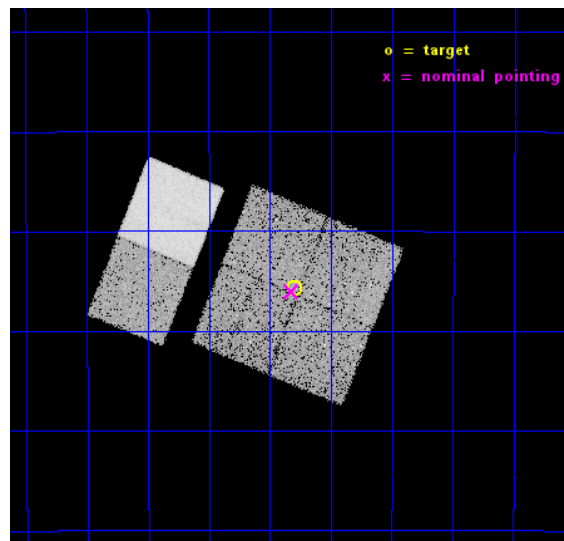 o = target
x = nominal pointing